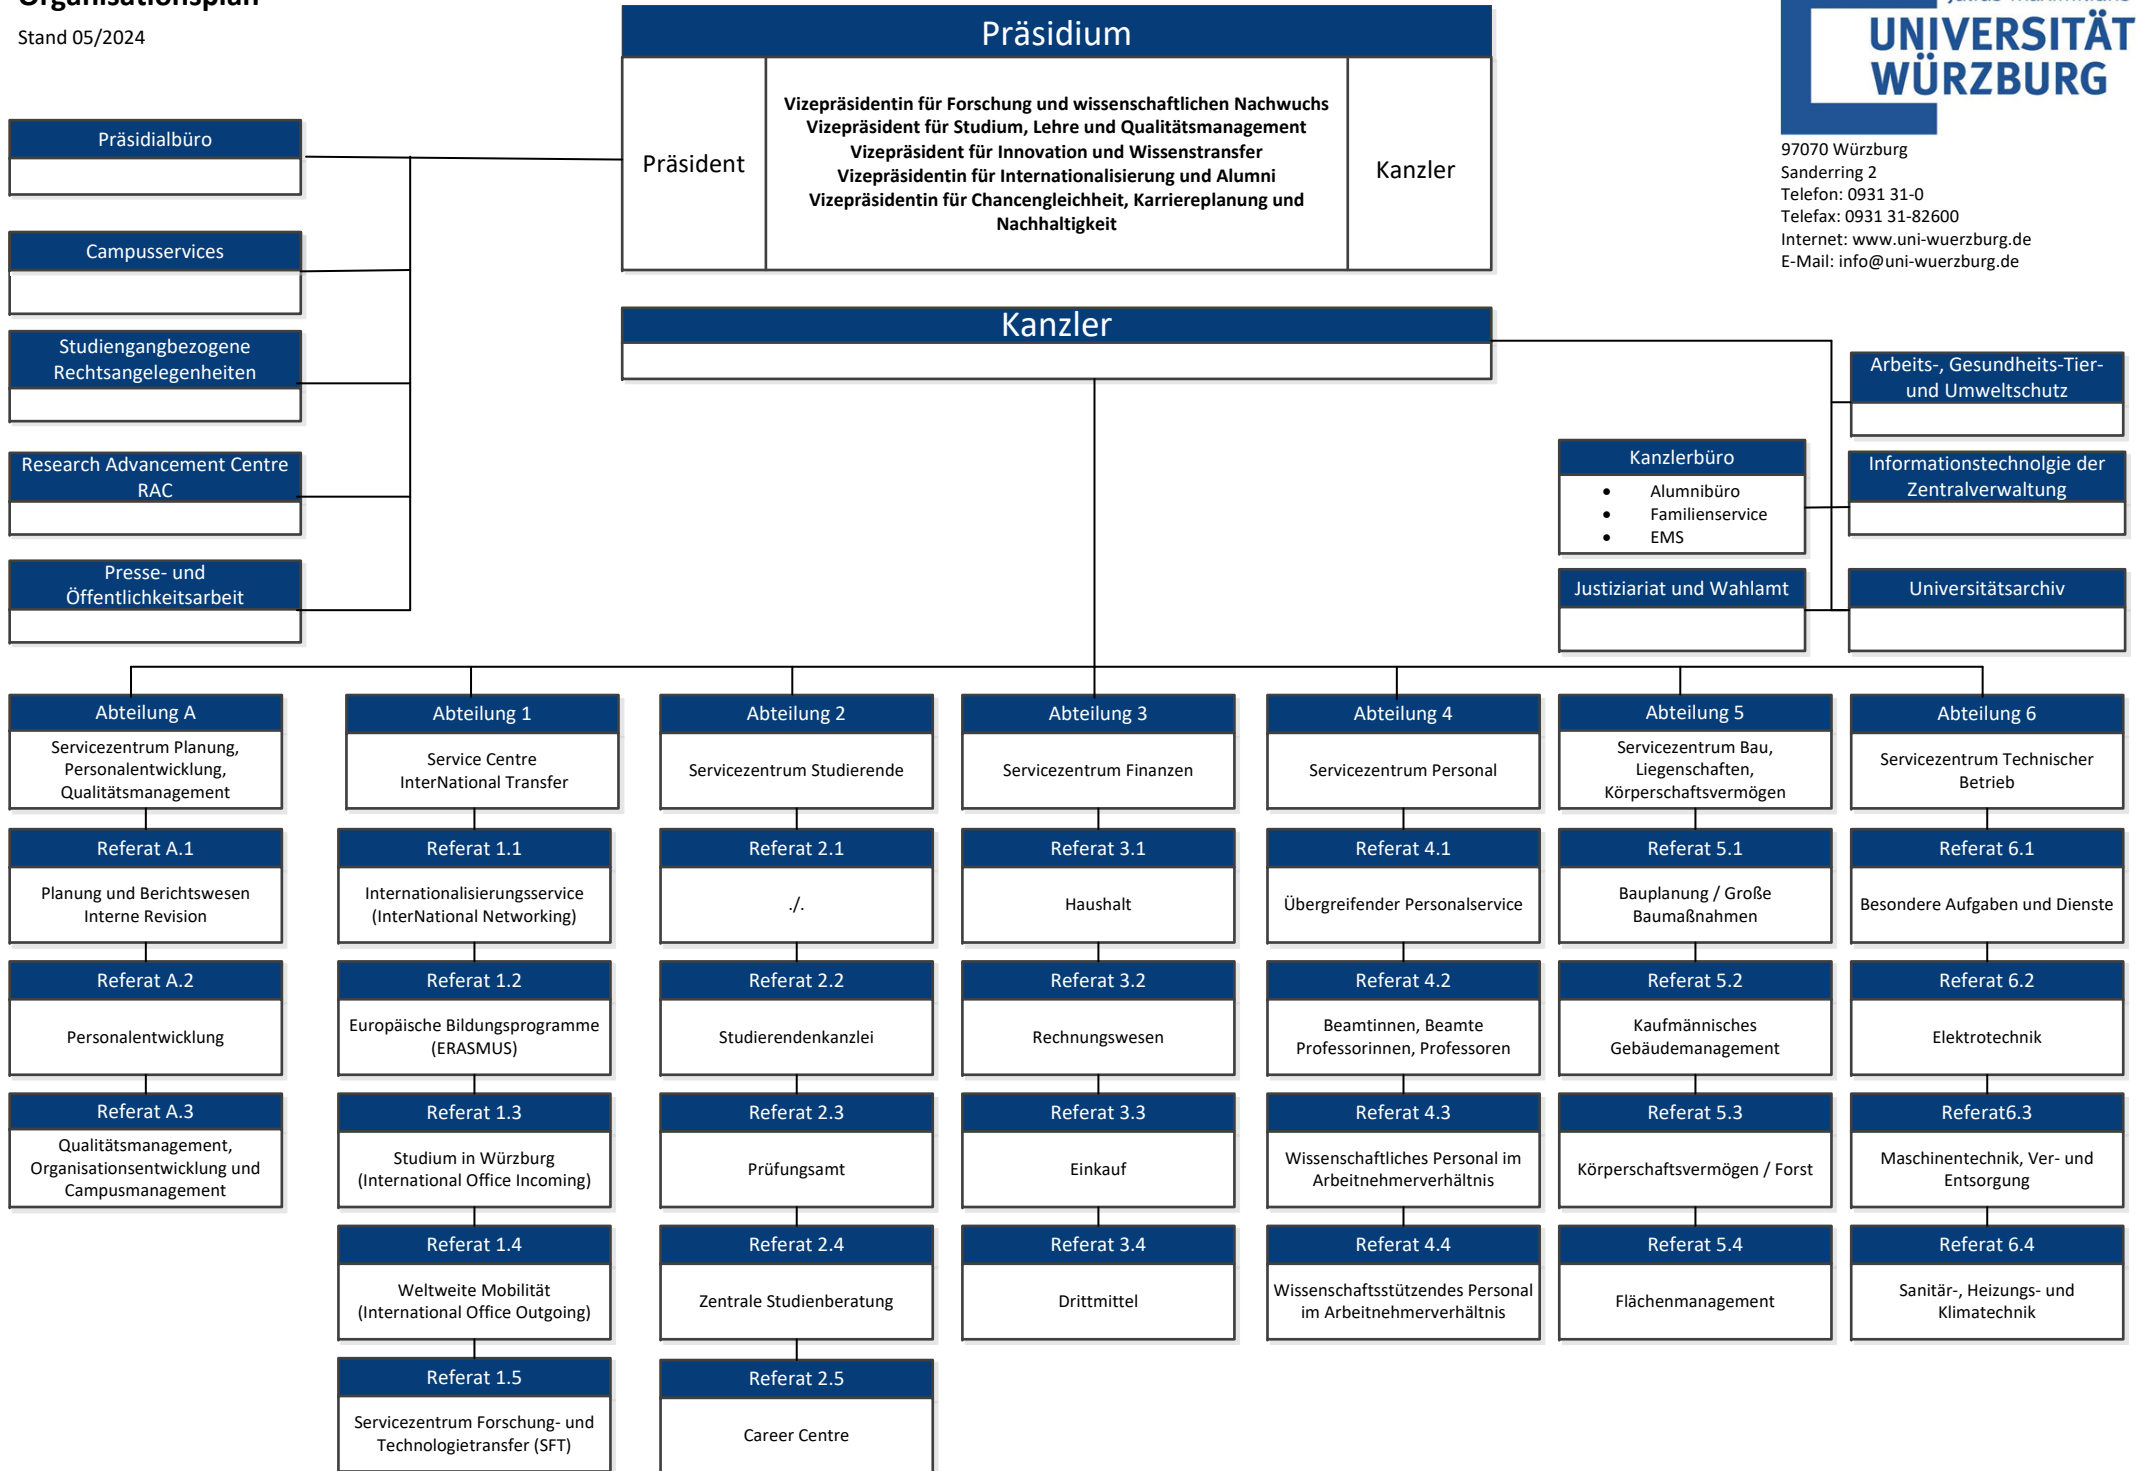 Organisationsplan
Stand 05/2024
UNIVERSITÄT
WÜRZBURG
97070 Würzburg
Sanderring 2
Telefon: 0931 31-0
Telefax: 0931 31-82600
Internet: www.uni-wuerzburg.de
E-Mail: info@uni-wuerzburg.de
Präsidium
Präsident
Vizepräsidentin für Forschung und wissenschaftlichen Nachwuchs
Vizepräsident für Studium, Lehre und Qualitätsmanagement
Vizepräsident für Innovation und Wissenstransfer
Vizepräsidentin für Internationalisierung und Alumni
Vizepräsidentin für Chancengleichheit, Karriereplanung und
Nachhaltigkeit
Kanzler
Präsidialbüro
Campusservices
Studiengangbezogene
Rechtsangelegenheiten
Research Advancement Centre
RAC
Presse- und
Öffentlichkeitsarbeit
Kanzler
Arbeits-, Gesundheits-Tier-
und Umweltschutz
Kanzlerbüro
• Alumnibüro
• Familienservice
• EMS
Informationstechnolgie der
Zentralverwaltung
Justiziariat und Wahlamt
Universitätsarchiv
Abteilung A
Servicezentrum Planung,
Personalentwicklung,
Qualitätsmanagement
Referat A.1
Planung und Berichtswesen
Interne Revision
Referat A.2
Personalentwicklung
Referat A.3
Qualitätsmanagement,
Organisationsentwicklung und
Campusmanagement
Abteilung 1
Service Centre
InterNational Transfer
Referat 1.1
Internationalisierungsservice
(InterNational Networking)
Referat 1.2
Europäische Bildungsprogramme
(ERASMUS)
Referat 1.3
Studium in Würzburg
(International Office Incoming)
Referat 1.4
Weltweite Mobilität
(International Office Outgoing)
Referat 1.5
Servicezentrum Forschung- und
Technologietransfer (SFT)
Abteilung 2
Servicezentrum Studierende
Referat 2.1
./.
Referat 2.2
Studierendenkanzlei
Referat 2.3
Prüfungsamt
Referat 2.4
Zentrale Studienberatung
Referat 2.5
Career Centre
Abteilung 3
Servicezentrum Finanzen
Referat 3.1
Haushalt
Referat 3.2
Rechnungswesen
Referat 3.3
Einkauf
Referat 3.4
Drittmittel
Abteilung 4
Servicezentrum Personal
Referat 4.1
Übergreifender Personalservice
Referat 4.2
Beamtinnen, Beamte
Professorinnen, Professoren
Referat 4.3
Wissenschaftliches Personal im
Arbeitnehmerverhältnis
Referat 4.4
Wissenschaftsstützendes Personal
im Arbeitnehmerverhältnis
Abteilung 5
Servicezentrum Bau,
Liegenschaften,
Körperschaftsvermögen
Referat 5.1
Bauplanung / Große
Baumaßnahmen
Referat 5.2
Kaufmännisches
Gebäudemanagement
Referat 5.3
Körperschaftsvermögen / Forst
Referat 5.4
Flächenmanagement
Abteilung 6
Servicezentrum Technischer
Betrieb
Referat 6.1
Besondere Aufgaben und Dienste
Referat 6.2
Elektrotechnik
Referat6.3
Maschinentechnik, Ver- und
Entsorgung
Referat 6.4
Sanitär-, Heizungs- und
Klimatechnik